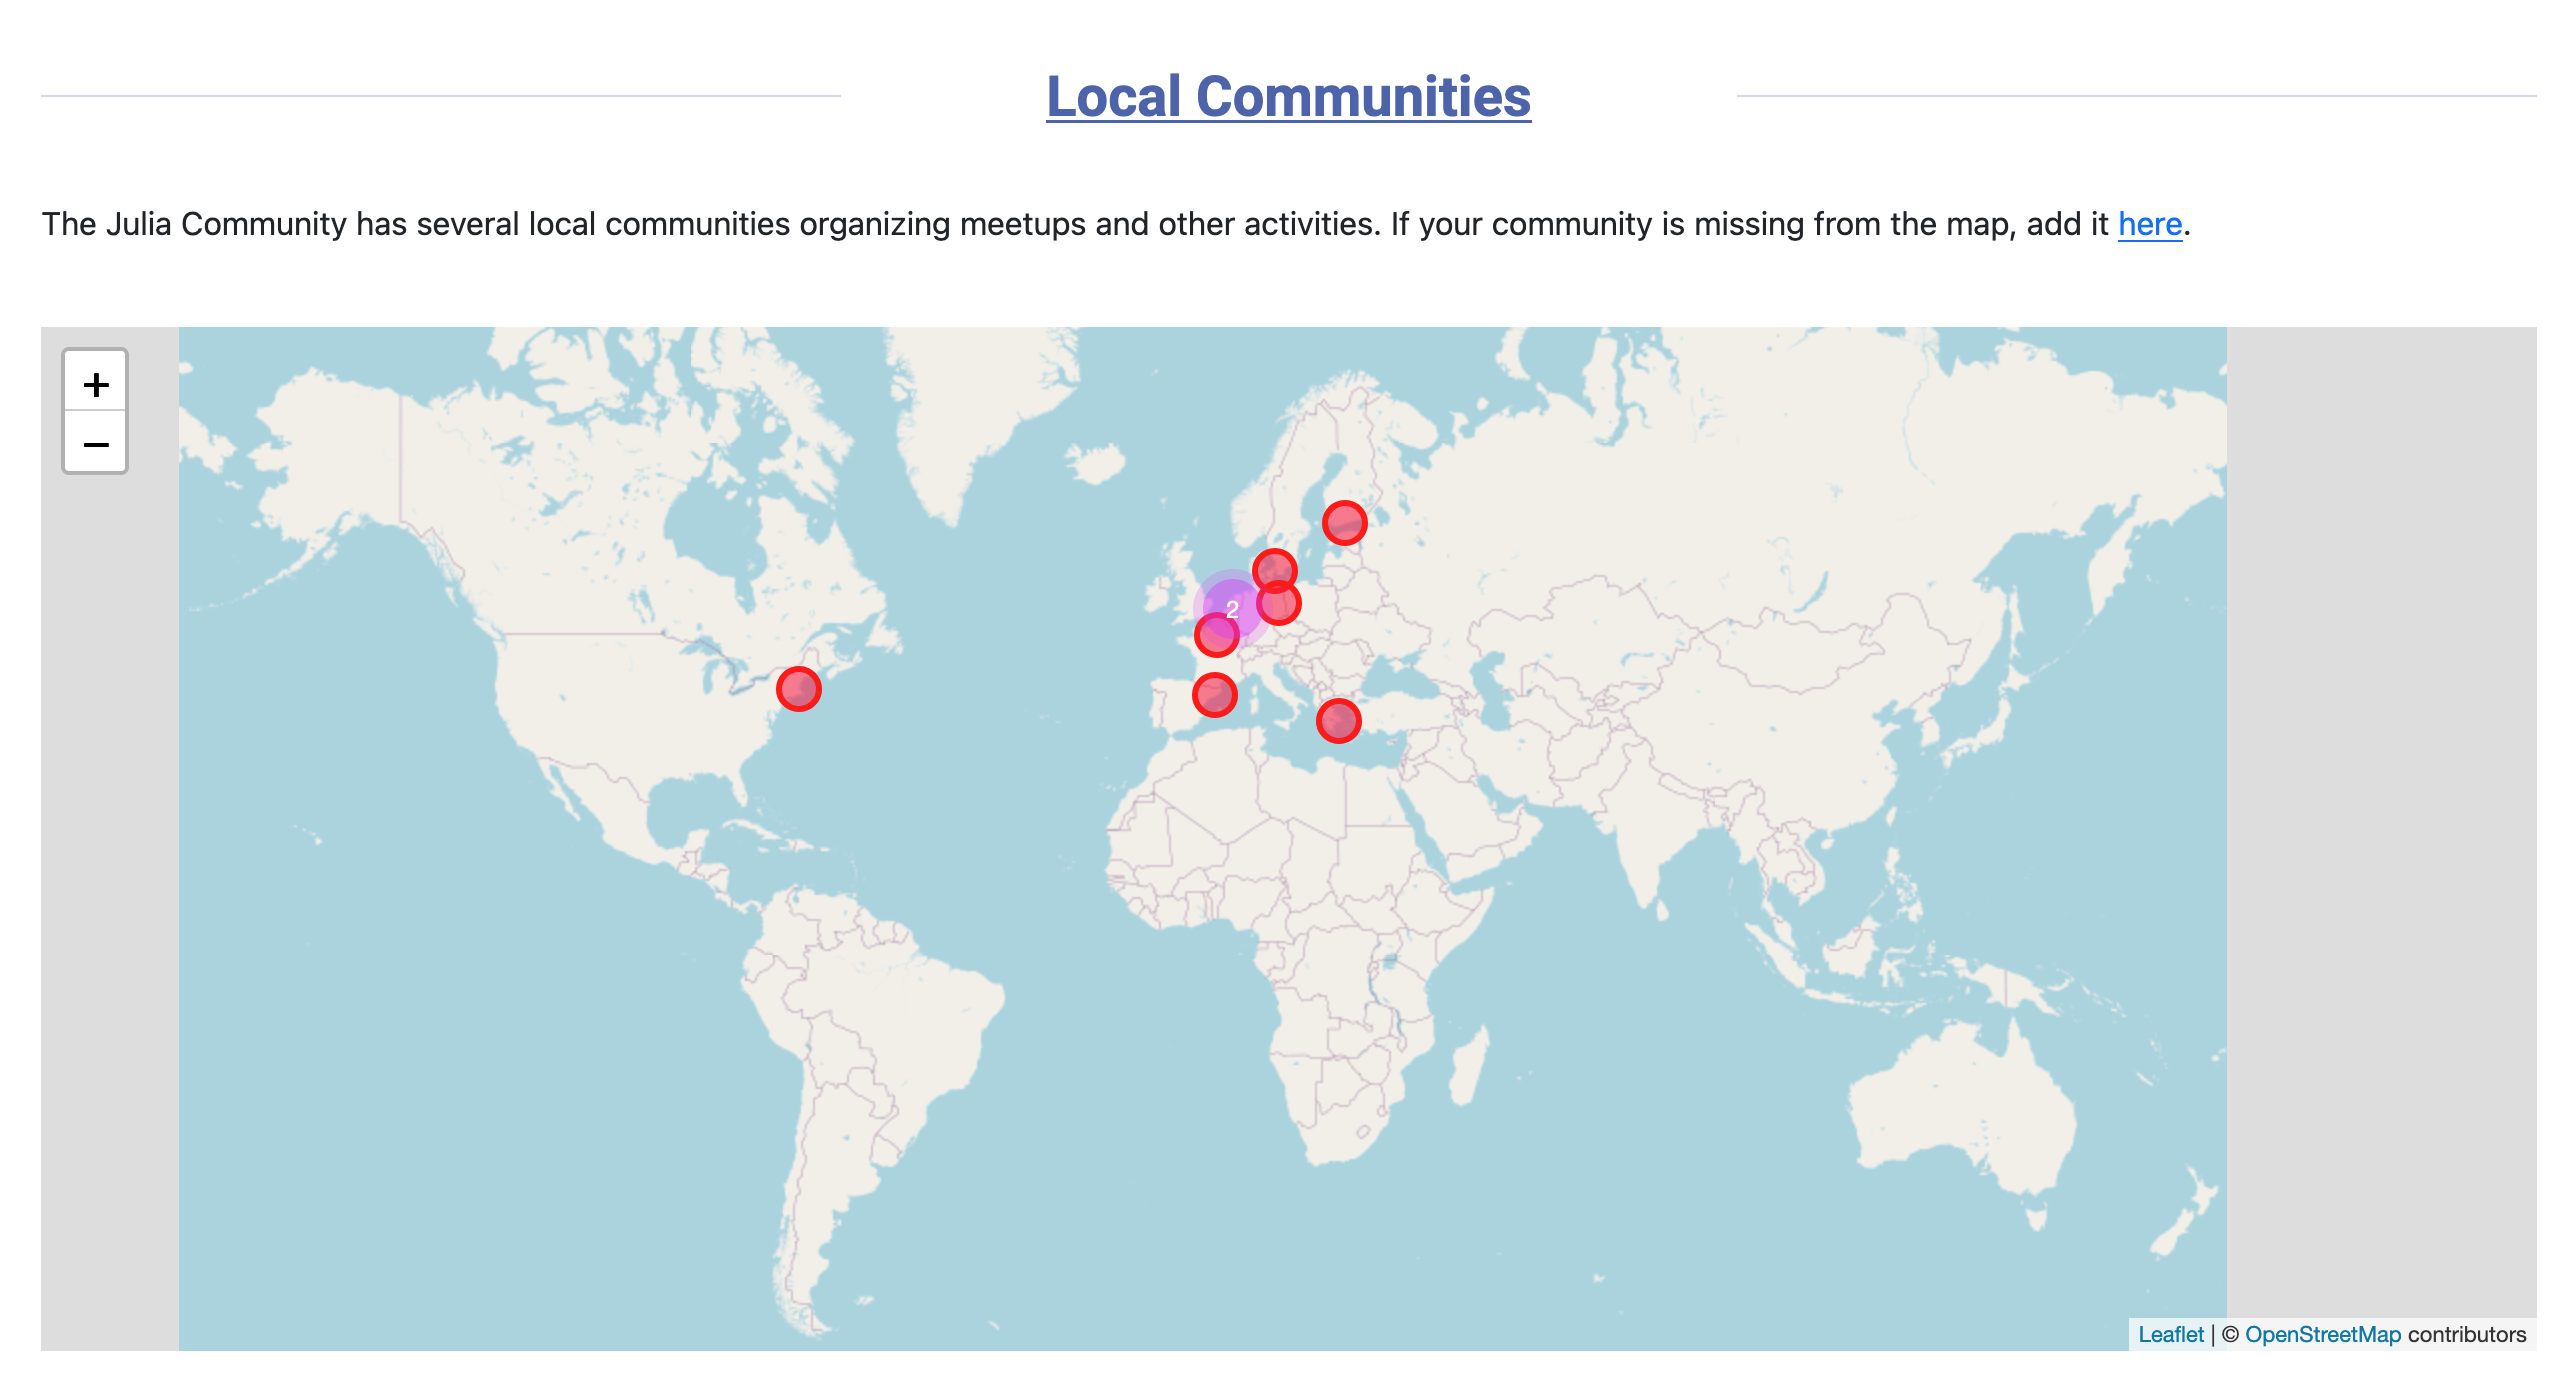 Local Communities
The Julia Community has several local communities organizing meetups and other activities. If your community is missing from the map, add it here.
+
−
2
Leaflet | © OpenStreetMap contributors